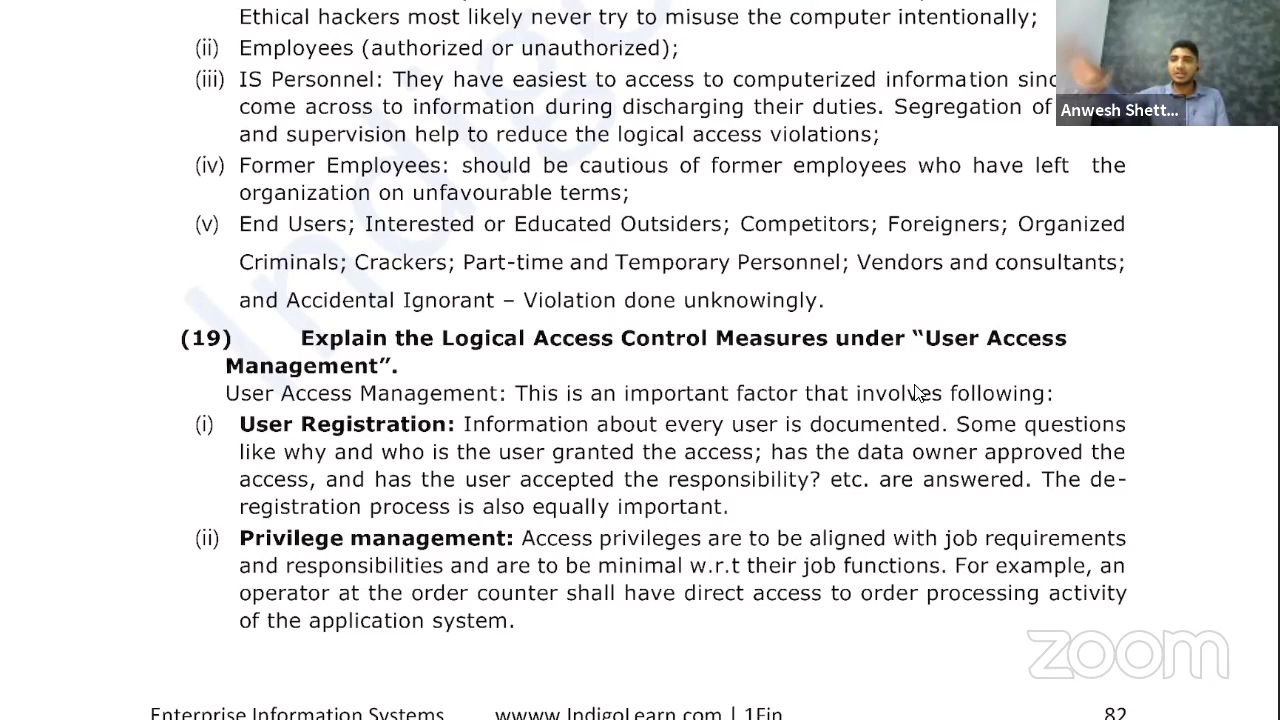 Ethical hackers most likely never try to misuse the computer intentionally;
(ii) Employees (authorized or unauthorized);
(iii) IS Personnel: They have easiest to access to computerized information
come across to information during discharging their duties. Segregation of
and supervision help to reduce the logical access violations;
(iv) Former Employees: should be cautious of former employees who have left the
organization on unfavourable terms;
(v) End Users; Interested or Educated Outsiders; Competitors; Foreigners; Organized
Criminals; Crackers; Part-time and Temporary Personnel; Vendors and consultants;
and Accidental Ignorant – Violation done unknowingly.
(19) Explain the Logical Access Control Measures under “User Access
Management”.
User Access Management: This is an important factor that involves following:
(i) User Registration: Information about every user is documented. Some questions
like why and who is the user granted the access; has the data owner approved the
access, and has the user accepted the responsibility? etc. are answered. The de-
registration process is also equally important.
(ii) Privilege management: Access privileges are to be aligned with job requirements
and responsibilities and are to be minimal w.r.t their job functions. For example, an
operator at the order counter shall have direct access to order processing activity
of the application system.
Enterprise Information Systems wwww.IndigoLearn.com | 1Fin 82
Anwesh Shett...
zoom
Indigo